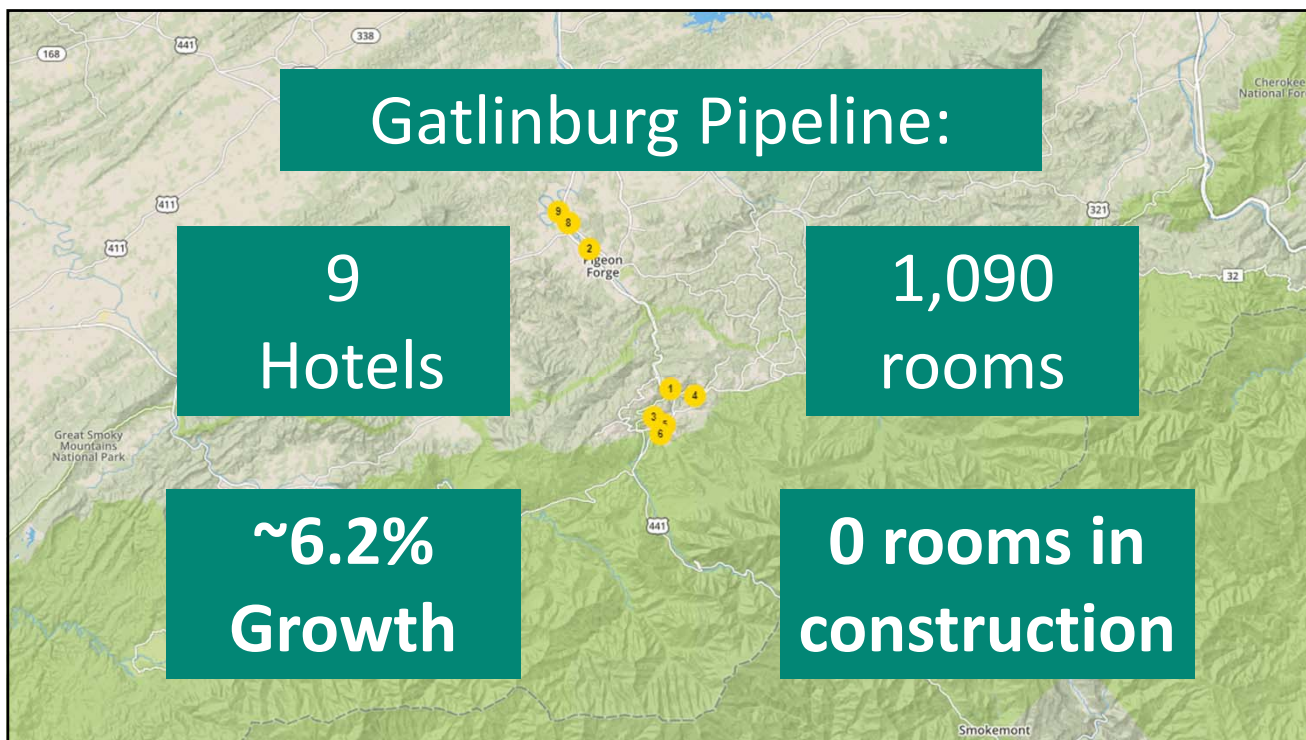 168
441
338
Cherokee
National For
Gatlinburg Pipeline:
411
321
9
8
2
Pigeon
Forge
411
9
Hotels
1,090
rooms
32
1
4
3
5
6
Great Smoky
Mountains
National Park
~6.2%
Growth
0 rooms in
construction
441
Smokemont